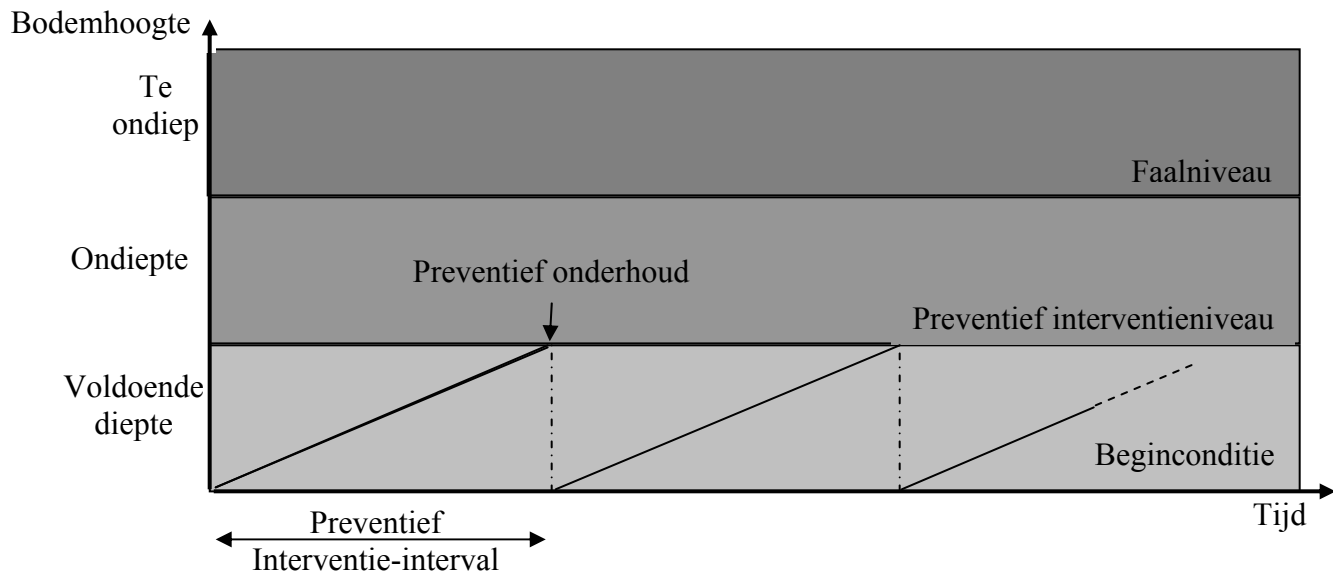 Bodemhoogte
Te
ondiep
Faalniveau
Ondiepte
Preventief onderhoud
Preventief interventieniveau
Voldoende
diepte
Beginconditie
Tijd
Preventief
Interventie-interval